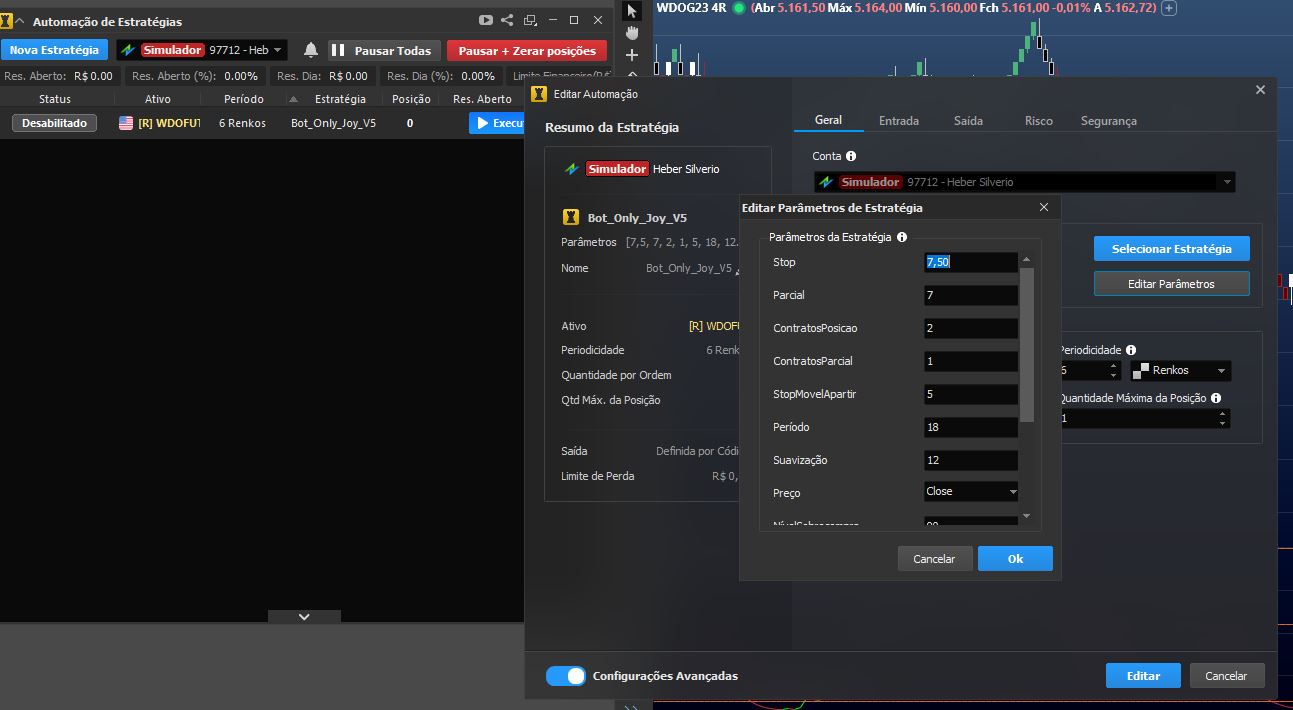 Automação de Estratégias
WDOG23 4R (Abr 5.161,50 Máx 5.164,00 Mín 5.160,00 Fch 5.161,00 -0,01% A 5.162,72)
Nova Estratégia Simulador 97712 - Heb Pausar Todas Pausar + Zerar posições
Res. Aberto: R$ 0.00 Res. Aberto (%): 0.00% Res. Dia: R$ 0.00 Res. Dia (%): 0.00% Limite Financeiro(R$
Status Ativo Período Estratégia Posição Res. Aberto
Desabilitado [R] WDOFUT 6 Renkos Bot_Only_Joy_V5 0 Execu
Editar Automação
Resumo da Estratégia
Simulador Heber Silverio
Bot_Only_Joy_V5
Parâmetros [7,5, 7, 2, 1, 5, 18, 12,
Nome Bot_Only_Joy_V5
Ativo [R] WDOFU
Periodicidade 6 Renk
Quantidade por Ordem
Qtd Máx. da Posição
Saída Definida por Códi
Limite de Perda R$ 0,
Geral Entrada Saída Risco Segurança
Conta
Simulador 97712 - Heber Silverio
Selecionar Estratégia
Editar Parâmetros
Periodicidade
6 Renkos
Quantidade Máxima da Posição
1
Editar Parâmetros de Estratégia
Parâmetros da Estratégia
Stop 7,50
Parcial 7
ContratosPosicao 2
ContratosParcial 1
StopMovelApartir 5
Período 18
Suavização 12
Preço Close
Cancelar Ok
Configurações Avançadas Editar Cancelar